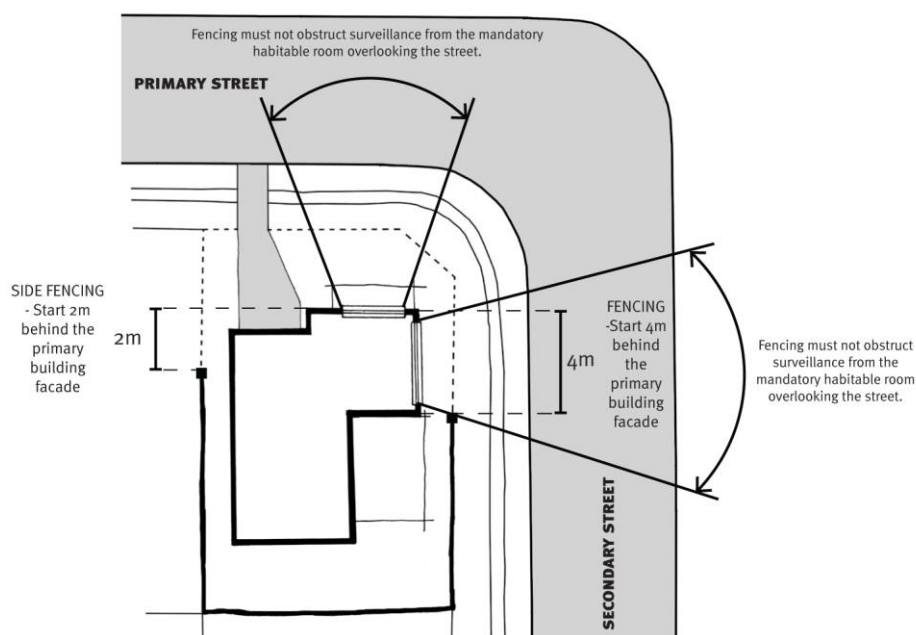 Fencing must not obstruct surveillance from the mandatory
habitable room overlooking the street.
PRIMARY STREET
SIDE FENCING
- Start 2m
behind the
primary
building
facade
2m
4m
FENCING
-Start 4m
behind
the
primary
building
facade
Fencing must not obstruct
surveillance from the
mandatory habitable room
overlooking the street.
SECONDARY STREET